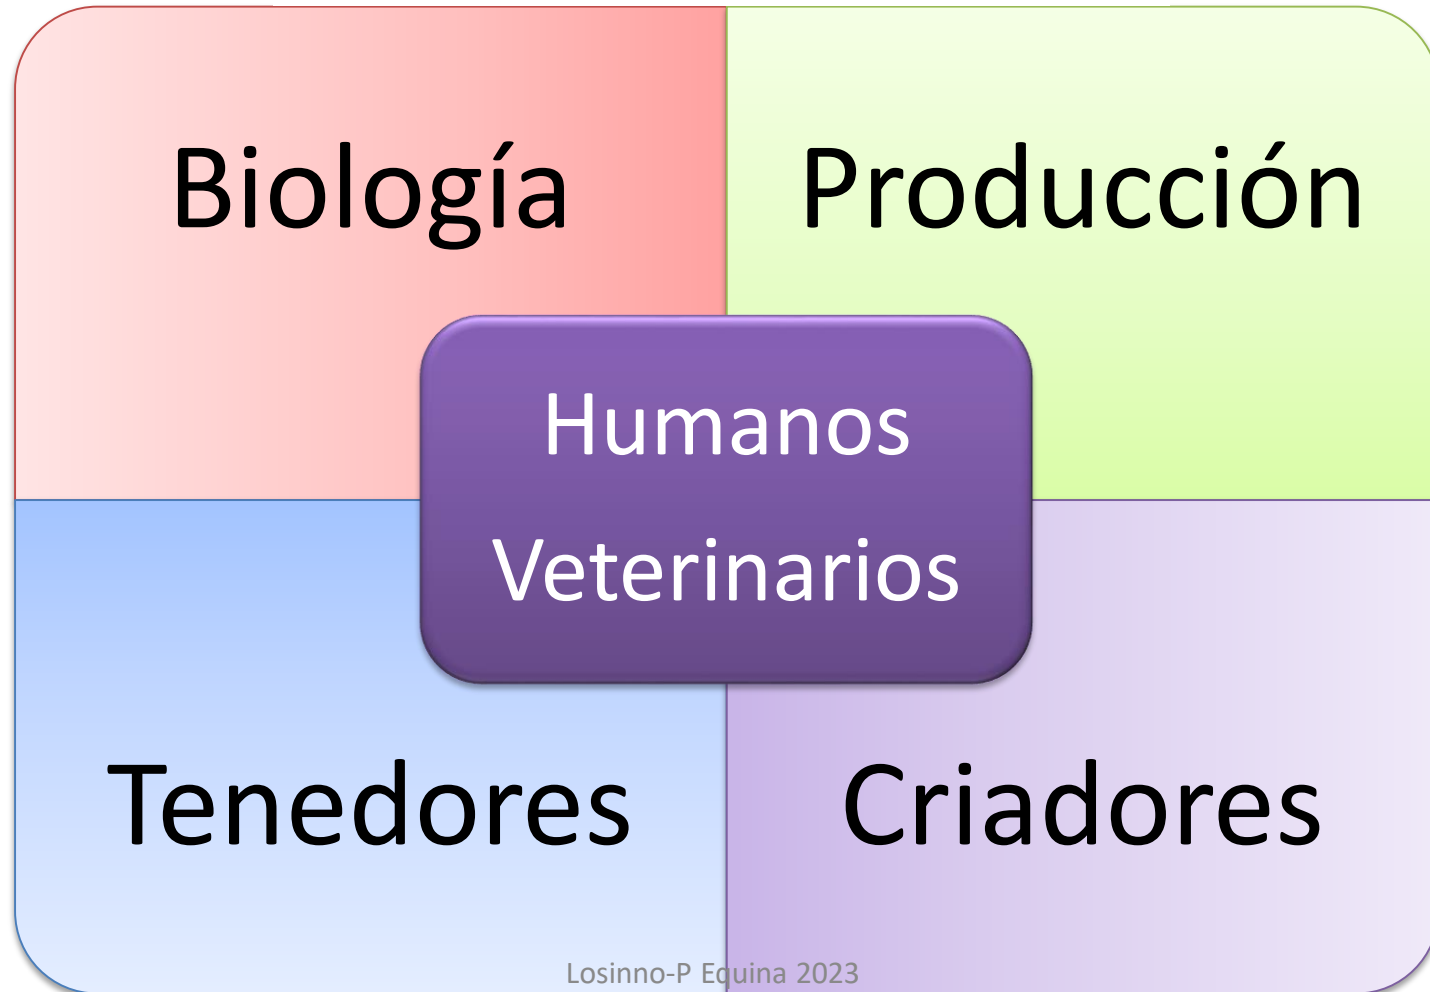 Biología
Producción
Humanos
Veterinarios
Tenedores
Criadores
Losinno-P Equina 2023